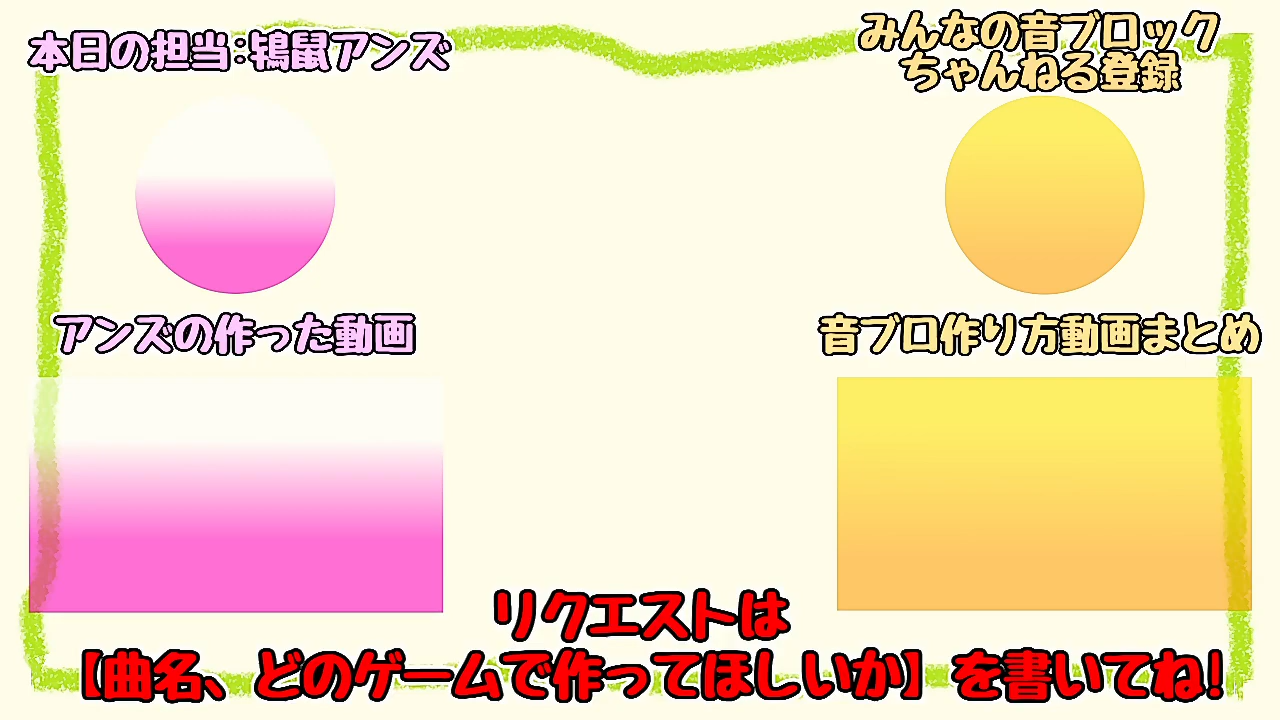 本日の担当:鴇鼠アンズ
みんなの音ブロック
ちゃんねる登録
アンズの作った動画
音ブロ作り方動画まとめ
リクエストは
【曲名、どのゲームで作ってほしいか】を書いてね!